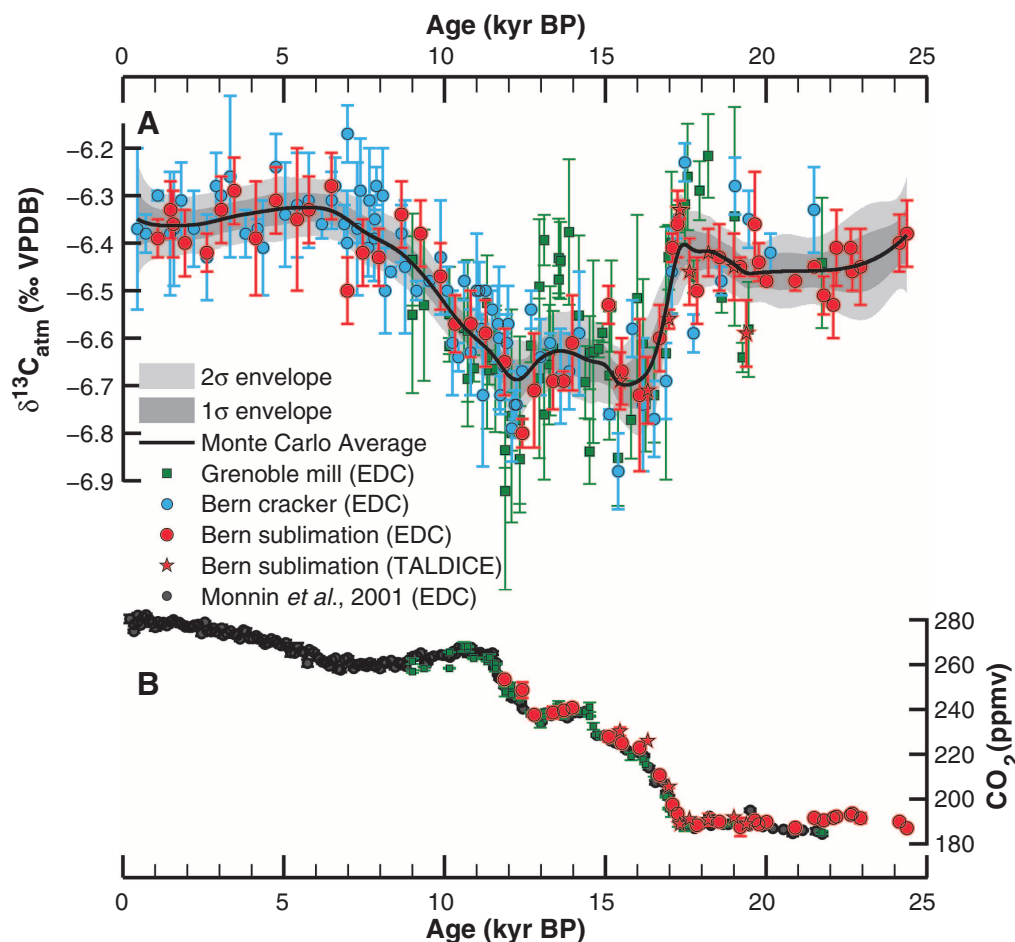 Age (kyr BP)
0 5 10 15 20 25
A
−6.2
−6.3
−6.4
−6.5
−6.6
−6.7
−6.8
−6.9
δ¹³C_atm (‰ VPDB)
2σ envelope
1σ envelope
Monte Carlo Average
Grenoble mill (EDC)
Bern cracker (EDC)
Bern sublimation (EDC)
Bern sublimation (TALDICE)
Monnin et al., 2001 (EDC)
B
280
260
240
220
200
180
CO₂ (ppmv)
0 5 10 15 20 25
Age (kyr BP)